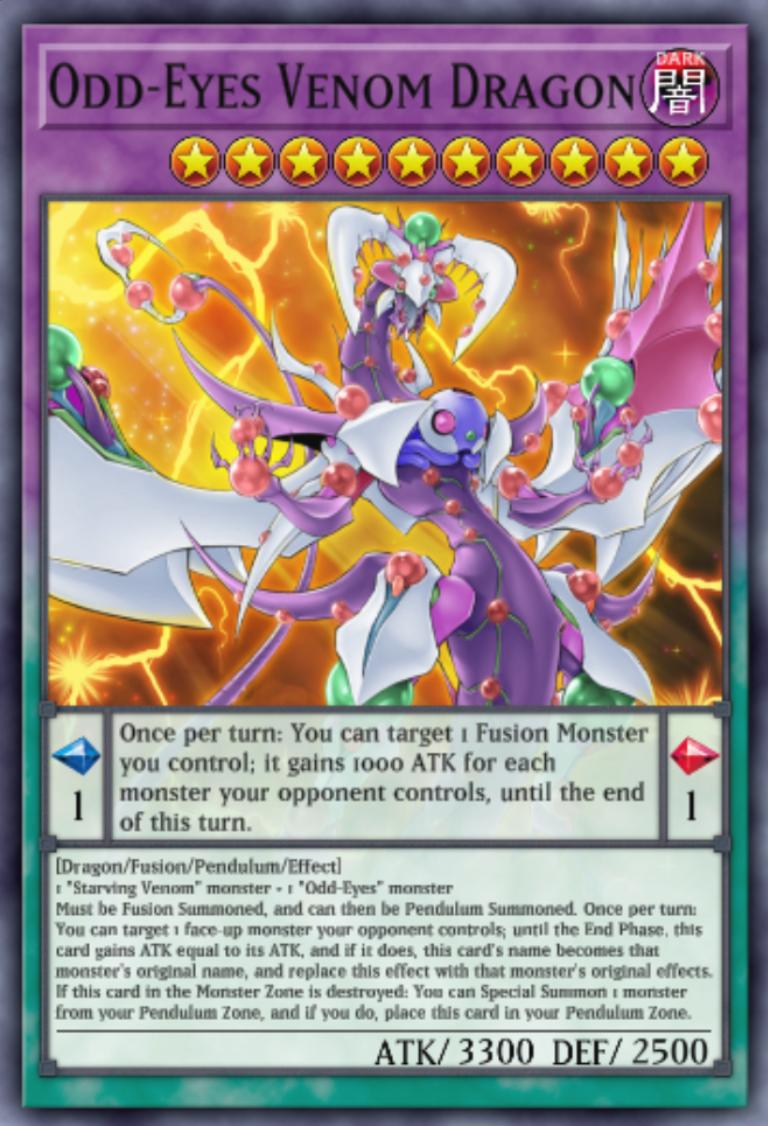 Odd-Eyes Venom Dragon
DARK
闇
Once per turn: You can target 1 Fusion Monster
you control; it gains 1000 ATK for each
monster your opponent controls, until the end
of this turn.
1
1
[Dragon/Fusion/Pendulum/Effect]
1 "Starving Venom" monster - 1 "Odd-Eyes" monster
Must be Fusion Summoned, and can then be Pendulum Summoned. Once per turn:
You can target 1 face-up monster your opponent controls; until the End Phase, this
card gains ATK equal to its ATK, and if it does, this card's name becomes that
monster's original name, and replace this effect with that monster's original effects.
If this card in the Monster Zone is destroyed: You can Special Summon 1 monster
from your Pendulum Zone, and if you do, place this card in your Pendulum Zone.
ATK/ 3300 DEF/ 2500